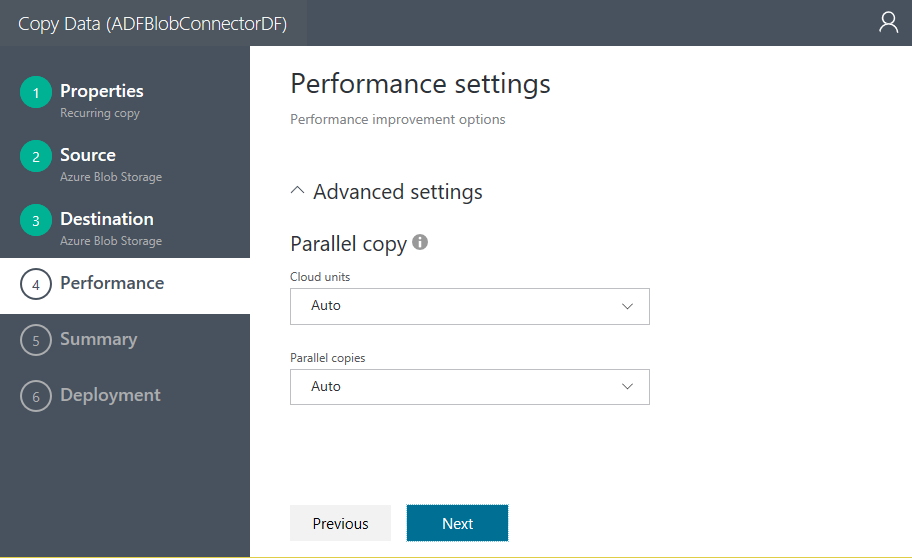 Copy Data (ADFBlobConnectorDF)
1 Properties
Recurring copy
2 Source
Azure Blob Storage
3 Destination
Azure Blob Storage
4 Performance
5 Summary
6 Deployment
Performance settings
Performance improvement options
Advanced settings
Parallel copy
Cloud units
Auto
Parallel copies
Auto
Previous
Next